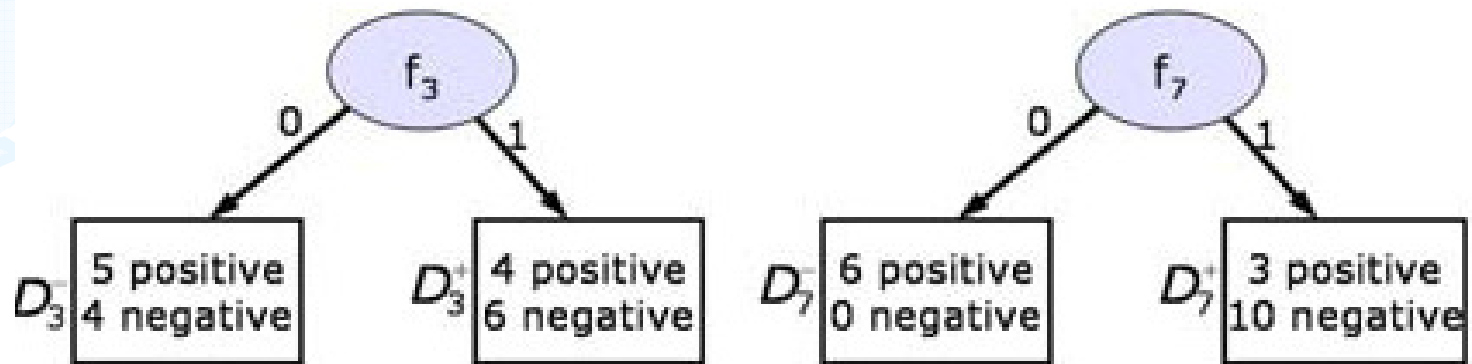 f₃
0
1
D₃⁻
5 positive
4 negative
D₃⁺
4 positive
6 negative
f₇
0
1
D₇⁻
6 positive
0 negative
D₇⁺
3 positive
10 negative